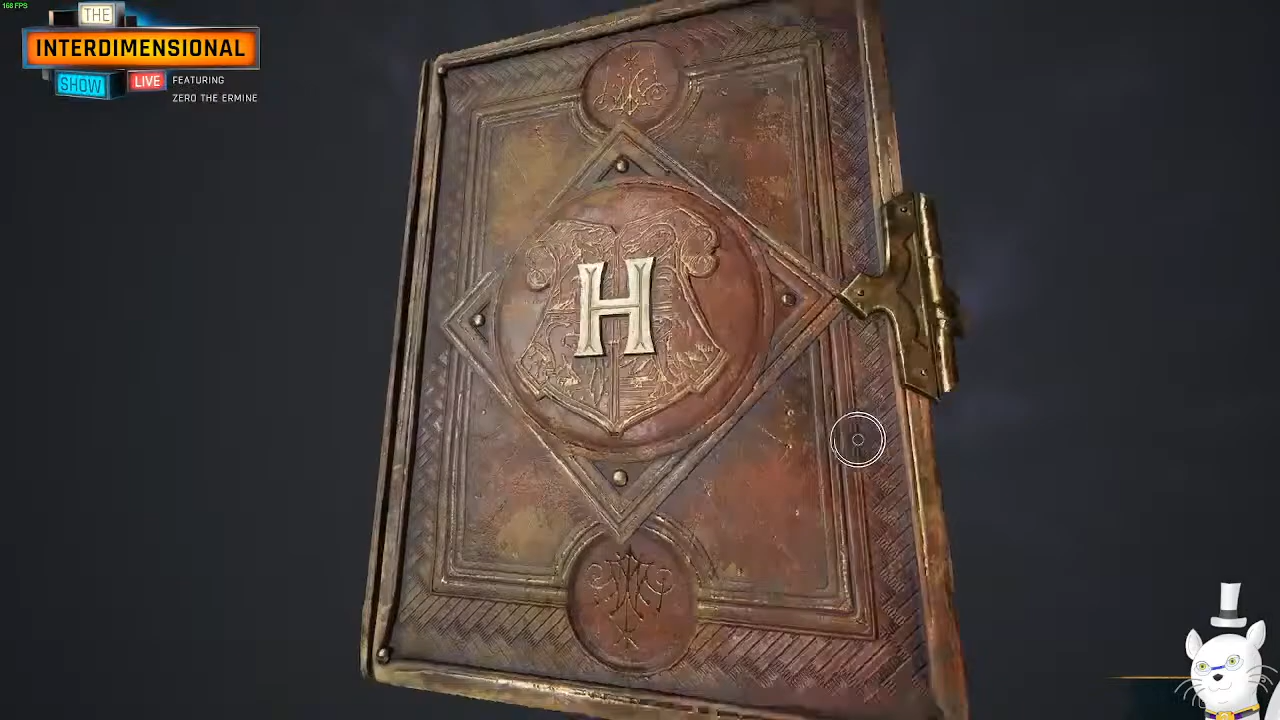 168 FPS
THE
INTERDIMENSIONAL
SHOW LIVE FEATURING
ZERO THE ERMINE
H